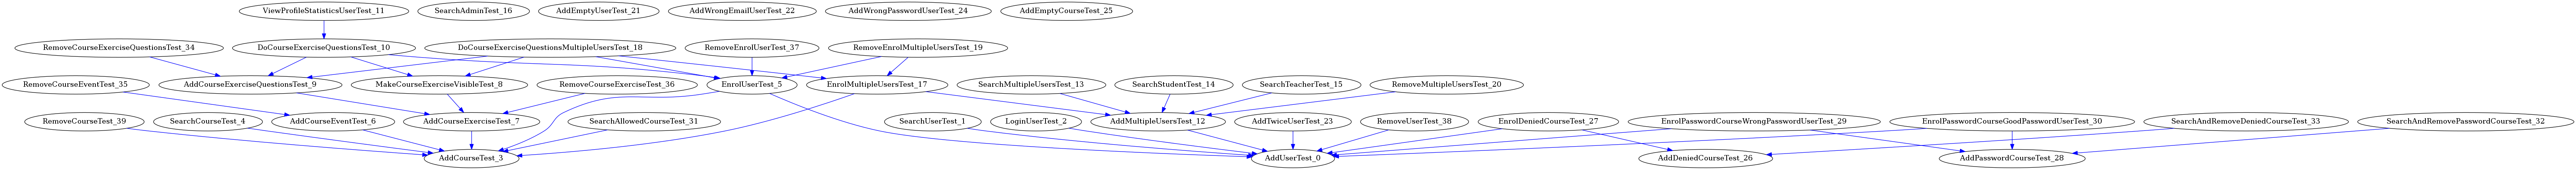 ViewProfileStatisticsUserTest_11
SearchAdminTest_16
AddEmptyUserTest_21
AddWrongEmailUserTest_22
AddWrongPasswordUserTest_24
AddEmptyCourseTest_25
RemoveCourseExerciseQuestionsTest_34
DoCourseExerciseQuestionsTest_10
DoCourseExerciseQuestionsMultipleUsersTest_18
RemoveEnrolUserTest_37
RemoveEnrolMultipleUsersTest_19
RemoveCourseEventTest_35
AddCourseExerciseQuestionsTest_9
MakeCourseExerciseVisibleTest_8
RemoveCourseExerciseTest_36
EnrolUserTest_5
EnrolMultipleUsersTest_17
SearchMultipleUsersTest_13
SearchStudentTest_14
SearchTeacherTest_15
RemoveMultipleUsersTest_20
RemoveCourseTest_39
SearchCourseTest_4
AddCourseEventTest_6
AddCourseExerciseTest_7
SearchAllowedCourseTest_31
SearchUserTest_1
LoginUserTest_2
AddMultipleUsersTest_12
AddTwiceUserTest_23
RemoveUserTest_38
EnrolDeniedCourseTest_27
EnrolPasswordCourseWrongPasswordUserTest_29
EnrolPasswordCourseGoodPasswordUserTest_30
SearchAndRemoveDeniedCourseTest_33
SearchAndRemovePasswordCourseTest_32
AddCourseTest_3
AddUserTest_0
AddDeniedCourseTest_26
AddPasswordCourseTest_28